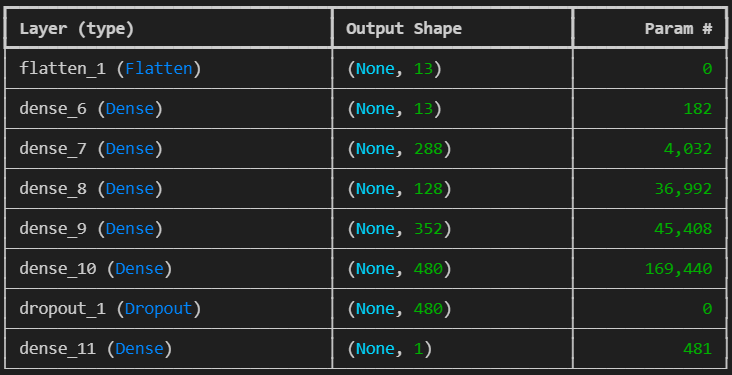 Layer (type) Output Shape Param #
flatten_1 (Flatten) (None, 13) 0
dense_6 (Dense) (None, 13) 182
dense_7 (Dense) (None, 288) 4,032
dense_8 (Dense) (None, 128) 36,992
dense_9 (Dense) (None, 352) 45,408
dense_10 (Dense) (None, 480) 169,440
dropout_1 (Dropout) (None, 480) 0
dense_11 (Dense) (None, 1) 481